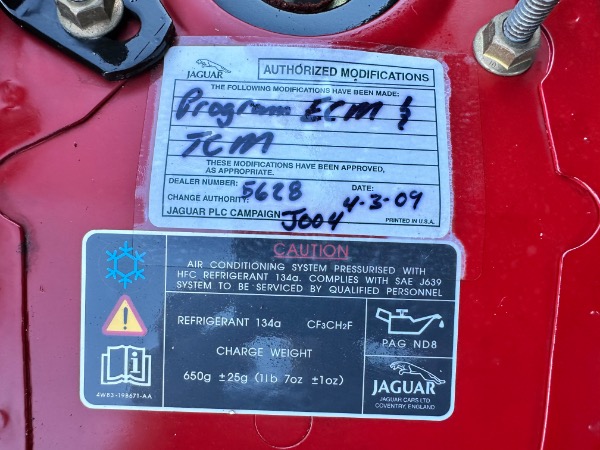 JAGUAR
AUTHORIZED MODIFICATIONS
THE FOLLOWING MODIFICATIONS HAVE BEEN MADE:
Program ECM &
TCM
THESE MODIFICATIONS HAVE BEEN APPROVED,
AS APPROPRIATE.
DEALER NUMBER: 5628 DATE:
CHANGE AUTHORITY: 4-3-09
JAGUAR PLC CAMPAIGN J004 PRINTED IN U.S.A.
CAUTION
AIR CONDITIONING SYSTEM PRESSURISED WITH
HFC REFRIGERANT 134a. COMPLIES WITH SAE J639
SYSTEM TO BE SERVICED BY QUALIFIED PERSONNEL
REFRIGERANT 134a CF3CH2F
CHARGE WEIGHT
650g ±25g (1lb 7oz ±1oz)
4W83-19B671-AA
PAG ND8
JAGUAR
JAGUAR CARS LTD
COVENTRY, ENGLAND